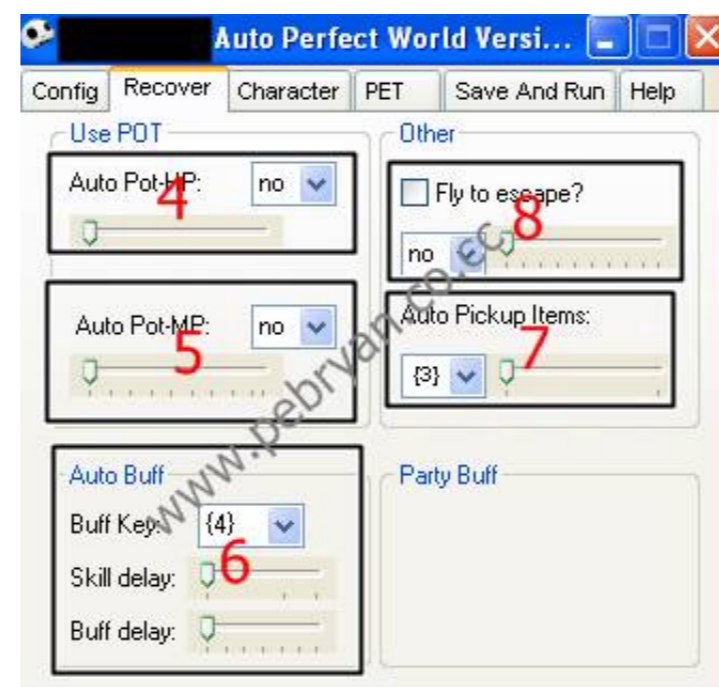 Auto Perfect World Versi...
Config Recover Character PET Save And Run Help
Use POT
Auto Pot-HP: no
4
Auto Pot-MP: no
5
Auto Buff
Buff Key: {4}
Skill delay:
Buff delay:
6
Other
Fly to escape?
no
8
Auto Pickup Items:
{3}
7
Party Buff
www.pebryan.co.cc